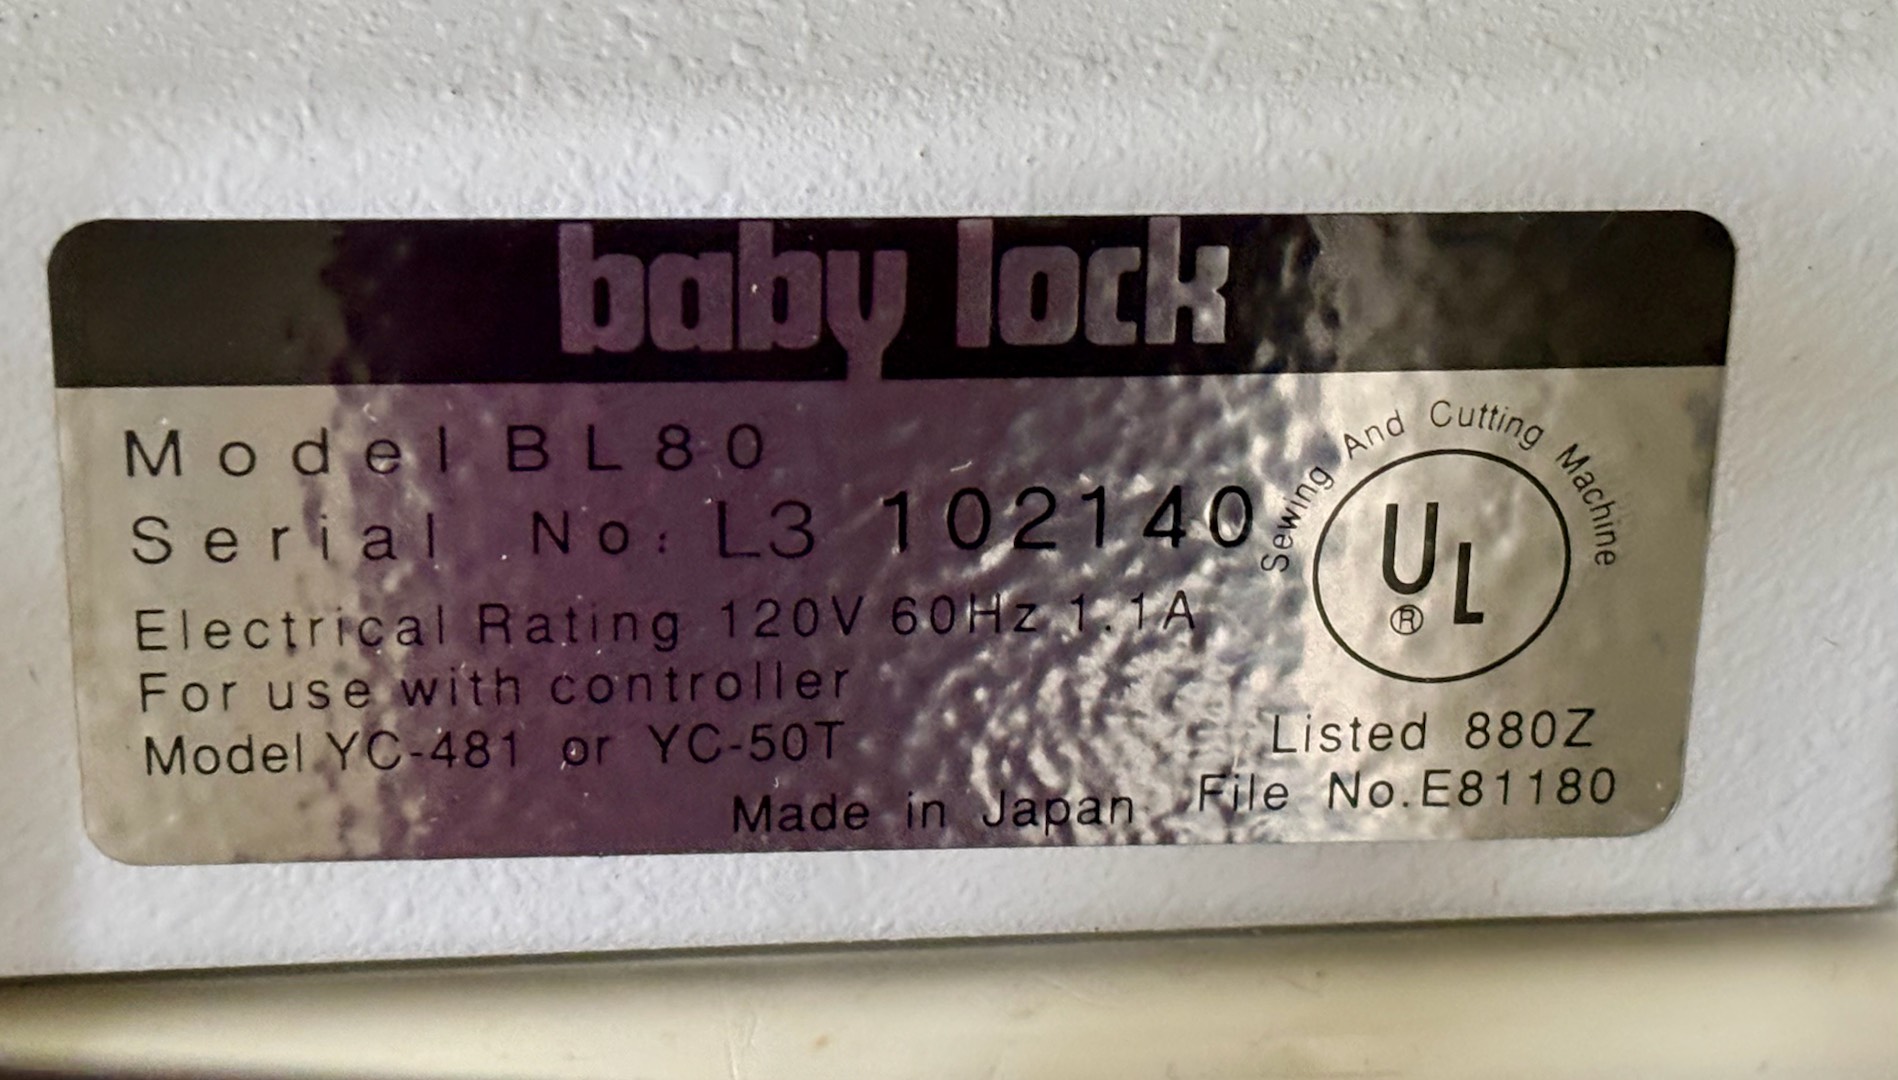 baby lock
Model BL80
Serial No: L3 102140
Electrical Rating 120V 60Hz 1.1A
For use with controller
Model YC-481 or YC-50T
Made in Japan
Sewing And Cutting Machine
UL
®
Listed 880Z
File No.E81180